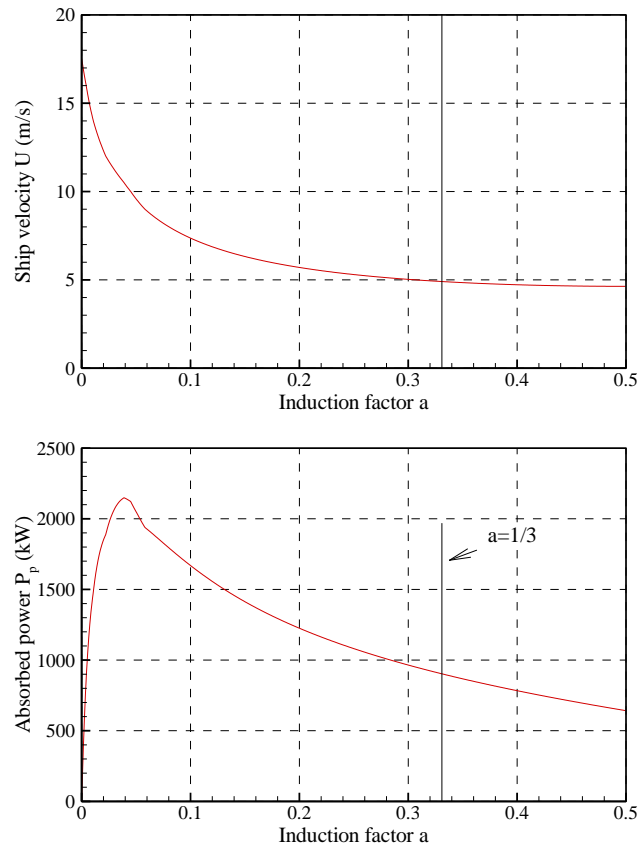 20
15
10
5
0
Ship velocity U (m/s)
0 0.1 0.2 0.3 0.4 0.5
Induction factor a
2500
2000
1500
1000
500
0
Absorbed power P_p (kW)
a=1/3
0 0.1 0.2 0.3 0.4 0.5
Induction factor a